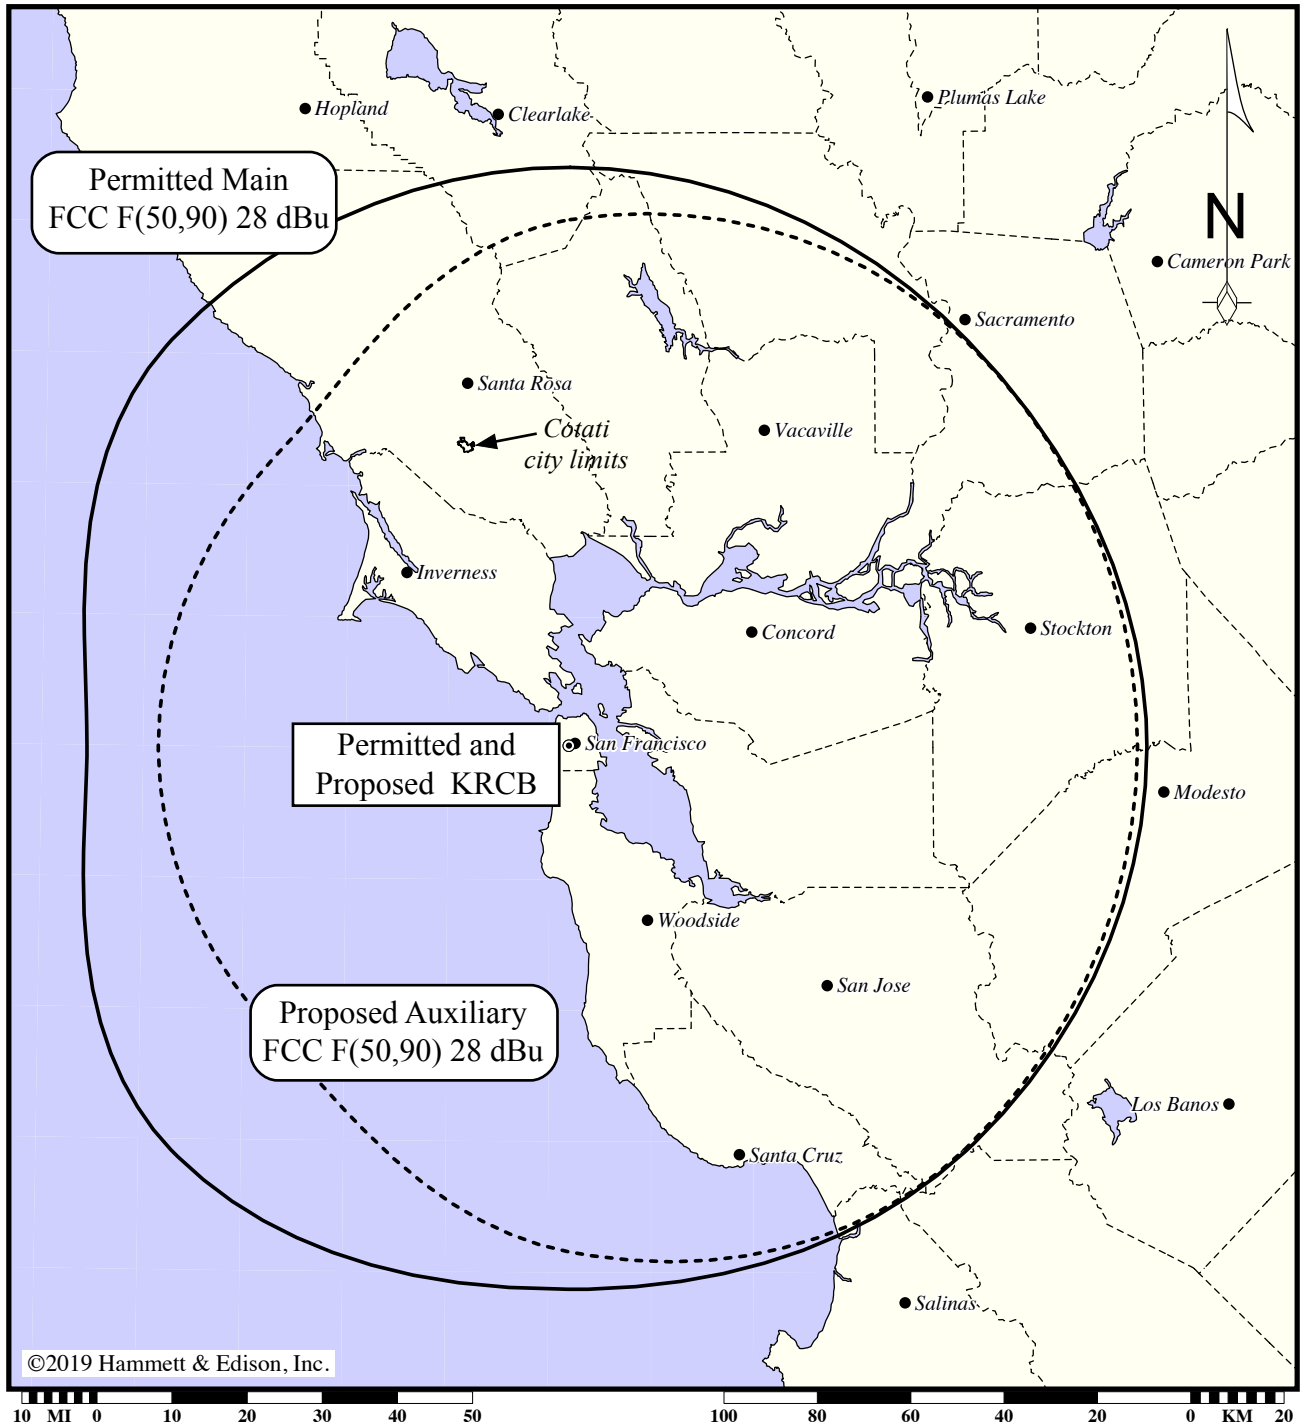 Hopland
Clearlake
Plumas Lake
Permitted Main
FCC F(50,90) 28 dBu
N
Cameron Park
Sacramento
Santa Rosa
Cotati
city limits
Vacaville
Inverness
Concord
Stockton
Permitted and
Proposed KRCB
San Francisco
Modesto
Woodside
San Jose
Proposed Auxiliary
FCC F(50,90) 28 dBu
Los Banos
Santa Cruz
Salinas
©2019 Hammett & Edison, Inc.
10 MI 0 10 20 30 40 50 100 80 60 40 20 0 KM 20